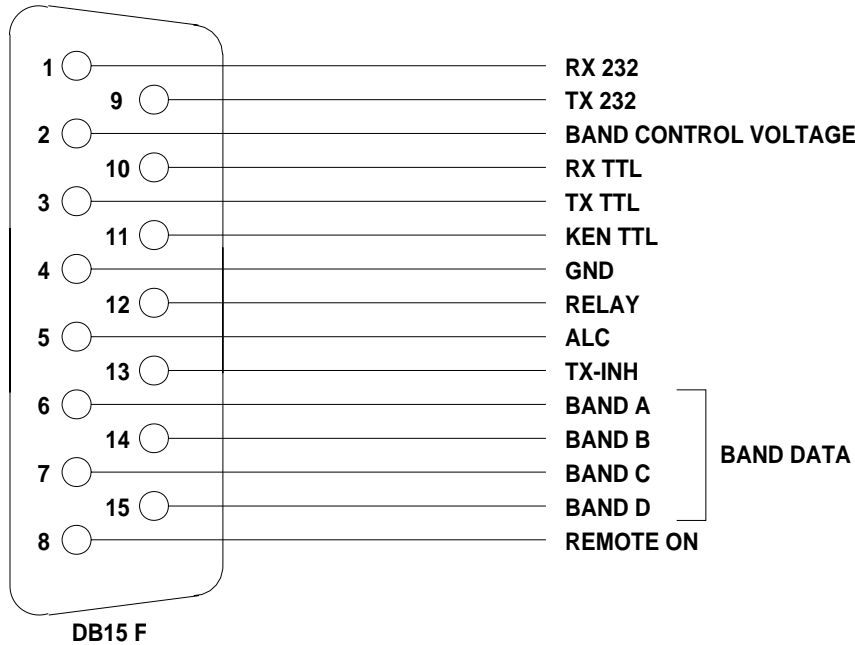 1 RX 232
9 TX 232
2 BAND CONTROL VOLTAGE
10 RX TTL
3 TX TTL
11 KEN TTL
4 GND
12 RELAY
5 ALC
13 TX-INH
6 BAND A
14 BAND B
BAND DATA
7 BAND C
15 BAND D
8 REMOTE ON
DB15 F